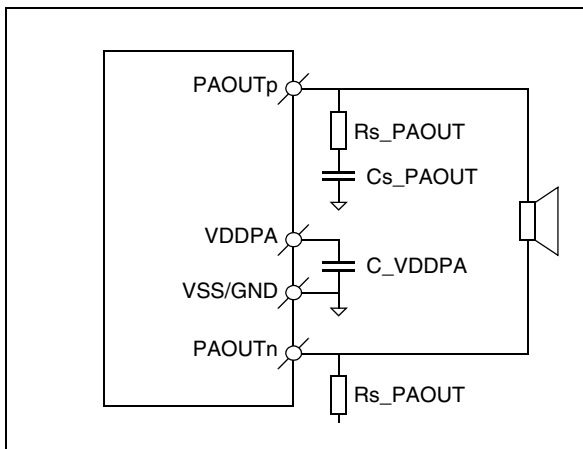 PAOUTp
Rs_PAOUT
Cs_PAOUT
VDDPA
C_VDDPA
VSS/GND
PAOUTn
Rs_PAOUT